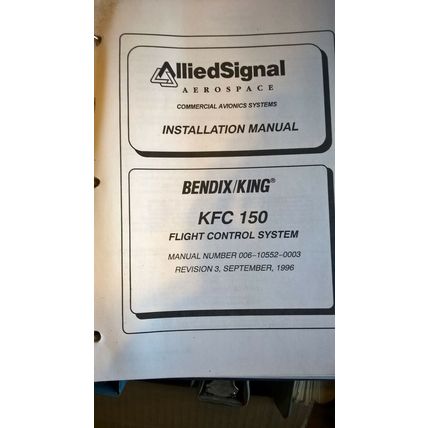 AlliedSignal
AEROSPACE
COMMERCIAL AVIONICS SYSTEMS
INSTALLATION MANUAL
BENDIX/KING®
KFC 150
FLIGHT CONTROL SYSTEM
MANUAL NUMBER 006-10552-0003
REVISION 3, SEPTEMBER, 1996